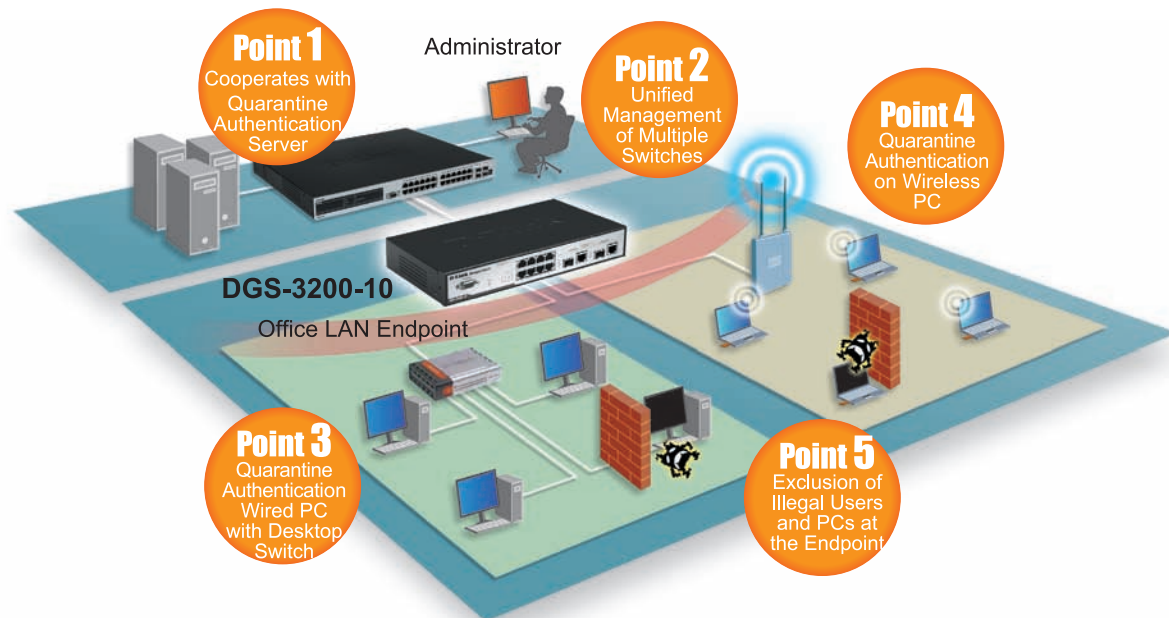 Point 1
Cooperates with
Quarantine
Authentication
Server
Administrator
Point 2
Unified
Management
of Multiple
Switches
Point 4
Quarantine
Authentication
on Wireless
PC
DGS-3200-10
Office LAN Endpoint
Point 3
Quarantine
Authentication
Wired PC
with Desktop
Switch
Point 5
Exclusion of
Illegal Users
and PCs at
the Endpoint